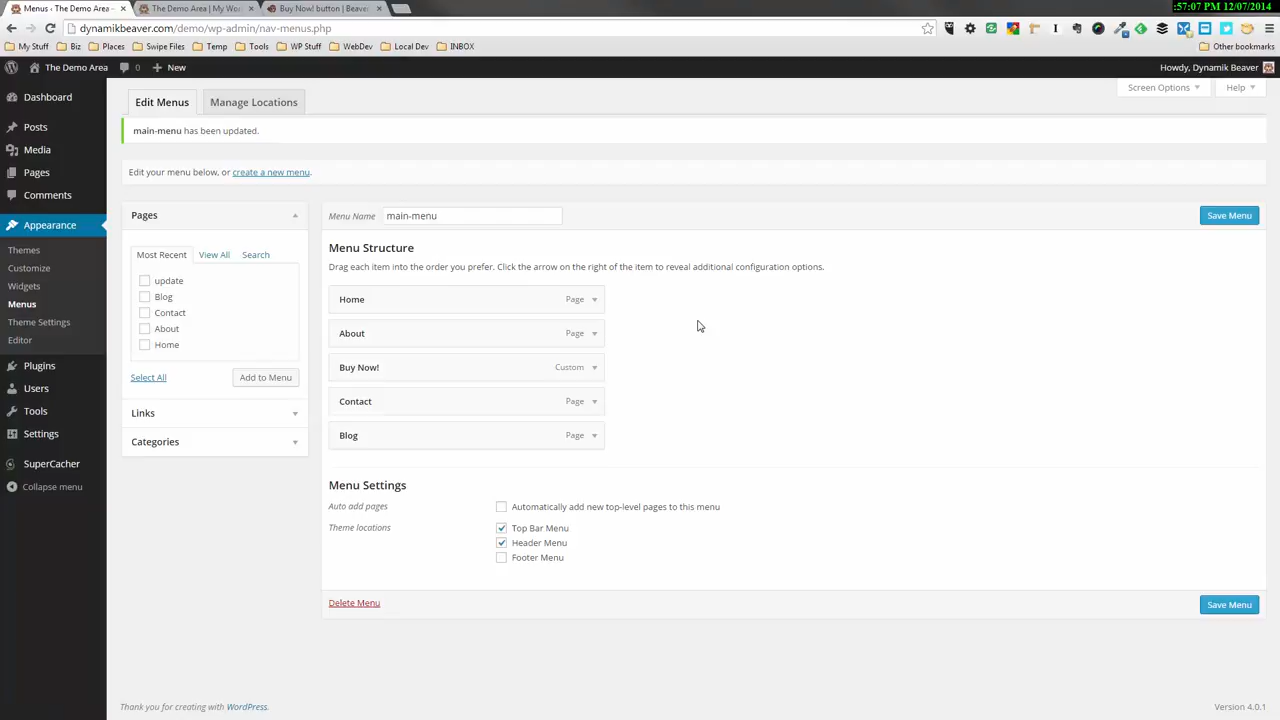 Menus ‹ The Demo Area –
The Demo Area | My Wo
Buy Now! button | Beaver
:57:07 PM 12/07/2014
dynamikbeaver.com/demo/wp-admin/nav-menus.php
My Stuff
Biz
Places
Swipe Files
Temp
Tools
WP Stuff
WebDev
Local Dev
INBOX
Other bookmarks
The Demo Area
0
New
Howdy, Dynamik Beaver
Dashboard
Posts
Media
Pages
Comments
Appearance
Themes
Customize
Widgets
Menus
Theme Settings
Editor
Plugins
Users
Tools
Settings
SuperCacher
Collapse menu
Screen Options
Help
Edit Menus
Manage Locations
main-menu has been updated.
Edit your menu below, or create a new menu.
Pages
Most Recent
View All
Search
update
Blog
Contact
About
Home
Select All
Add to Menu
Links
Categories
Menu Name
main-menu
Save Menu
Menu Structure
Drag each item into the order you prefer. Click the arrow on the right of the item to reveal additional configuration options.
Home Page
About Page
Buy Now! Custom
Contact Page
Blog Page
Menu Settings
Auto add pages
Automatically add new top-level pages to this menu
Theme locations
Top Bar Menu
Header Menu
Footer Menu
Delete Menu
Save Menu
Thank you for creating with WordPress.
Version 4.0.1